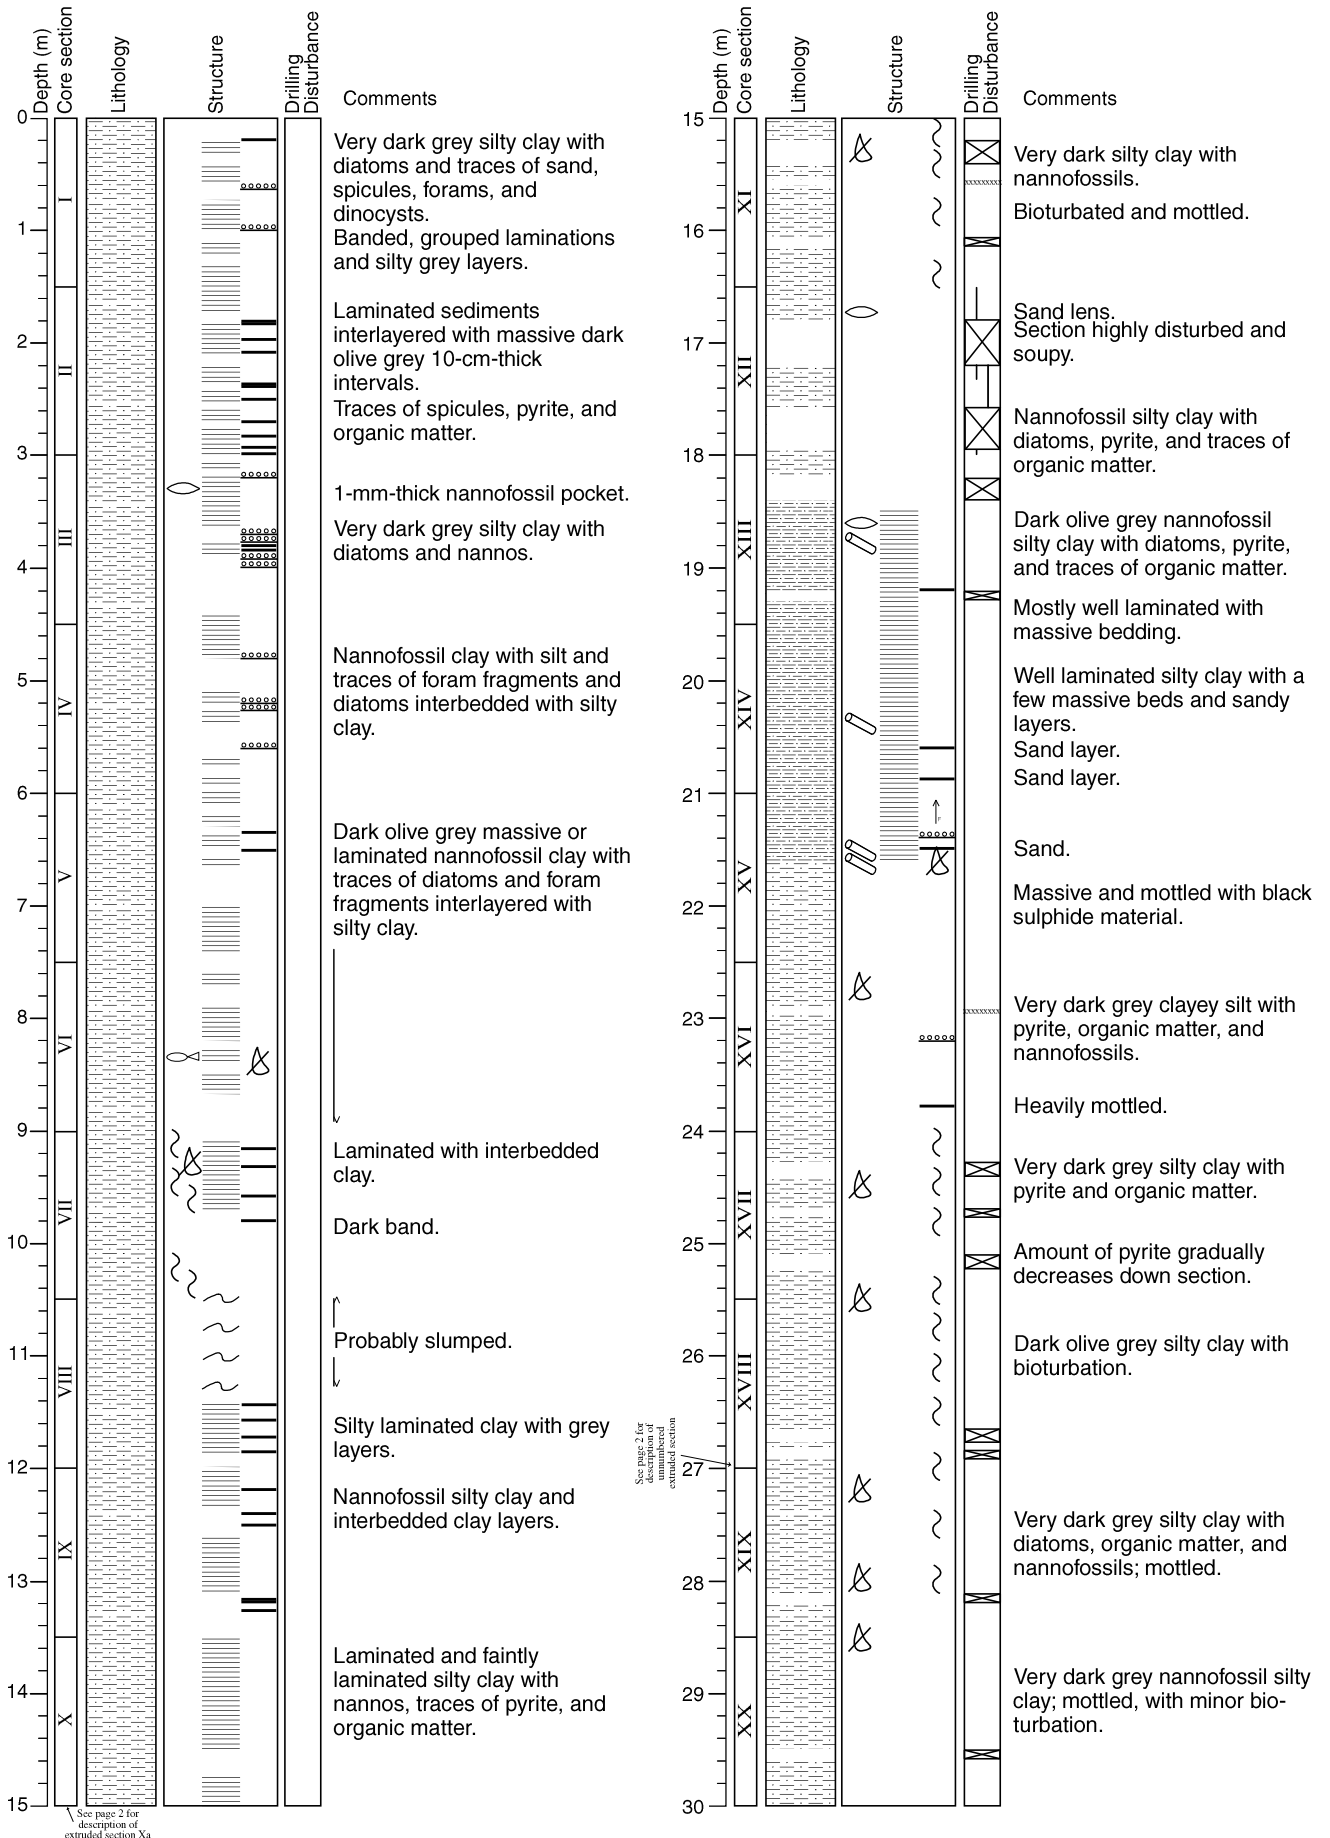 Depth (m)
Core section
Lithology
Structure
Drilling
Disturbance
Comments
0
1
2
3
4
5
6
7
8
9
10
11
12
13
14
15
I
II
III
IV
V
VI
VII
VIII
IX
X
Very dark grey silty clay with
diatoms and traces of sand,
spicules, forams, and
dinocysts.
Banded, grouped laminations
and silty grey layers.
Laminated sediments
interlayered with massive dark
olive grey 10-cm-thick
intervals.
Traces of spicules, pyrite, and
organic matter.
1-mm-thick nannofossil pocket.
Very dark grey silty clay with
diatoms and nannos.
Nannofossil clay with silt and
traces of foram fragments and
diatoms interbedded with silty
clay.
Dark olive grey massive or
laminated nannofossil clay with
traces of diatoms and foram
fragments interlayered with
silty clay.
Laminated with interbedded
clay.
Dark band.
Probably slumped.
Silty laminated clay with grey
layers.
Nannofossil silty clay and
interbedded clay layers.
Laminated and faintly
laminated silty clay with
nannos, traces of pyrite, and
organic matter.
See page 2 for
description of
extruded section Xa
Depth (m)
Core section
Lithology
Structure
Drilling
Disturbance
Comments
15
16
17
18
19
20
21
22
23
24
25
26
27
28
29
30
XI
XII
XIII
XIV
XV
XVI
XVII
XVIII
XIX
XX
See page 2 for
description of
unnumbered
extruded section
xxxxxxxxx
F
xxxxxxxxx
Very dark silty clay with
nannofossils.
Bioturbated and mottled.
Sand lens.
Section highly disturbed and
soupy.
Nannofossil silty clay with
diatoms, pyrite, and traces of
organic matter.
Dark olive grey nannofossil
silty clay with diatoms, pyrite,
and traces of organic matter.
Mostly well laminated with
massive bedding.
Well laminated silty clay with a
few massive beds and sandy
layers.
Sand layer.
Sand layer.
Sand.
Massive and mottled with black
sulphide material.
Very dark grey clayey silt with
pyrite, organic matter, and
nannofossils.
Heavily mottled.
Very dark grey silty clay with
pyrite and organic matter.
Amount of pyrite gradually
decreases down section.
Dark olive grey silty clay with
bioturbation.
Very dark grey silty clay with
diatoms, organic matter, and
nannofossils; mottled.
Very dark grey nannofossil silty
clay; mottled, with minor bio-
turbation.